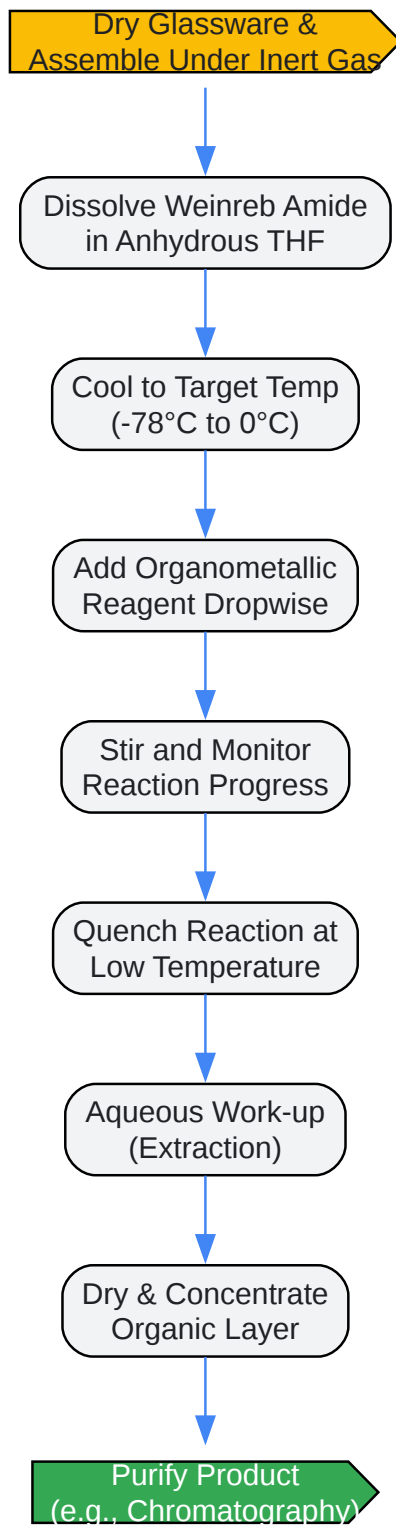 Dry Glassware &
Assemble Under Inert Gas
Dissolve Weinreb Amide
in Anhydrous THF
Cool to Target Temp
(-78°C to 0°C)
Add Organometallic
Reagent Dropwise
Stir and Monitor
Reaction Progress
Quench Reaction at
Low Temperature
Aqueous Work-up
(Extraction)
Dry & Concentrate
Organic Layer
Purify Product
(e.g., Chromatography)